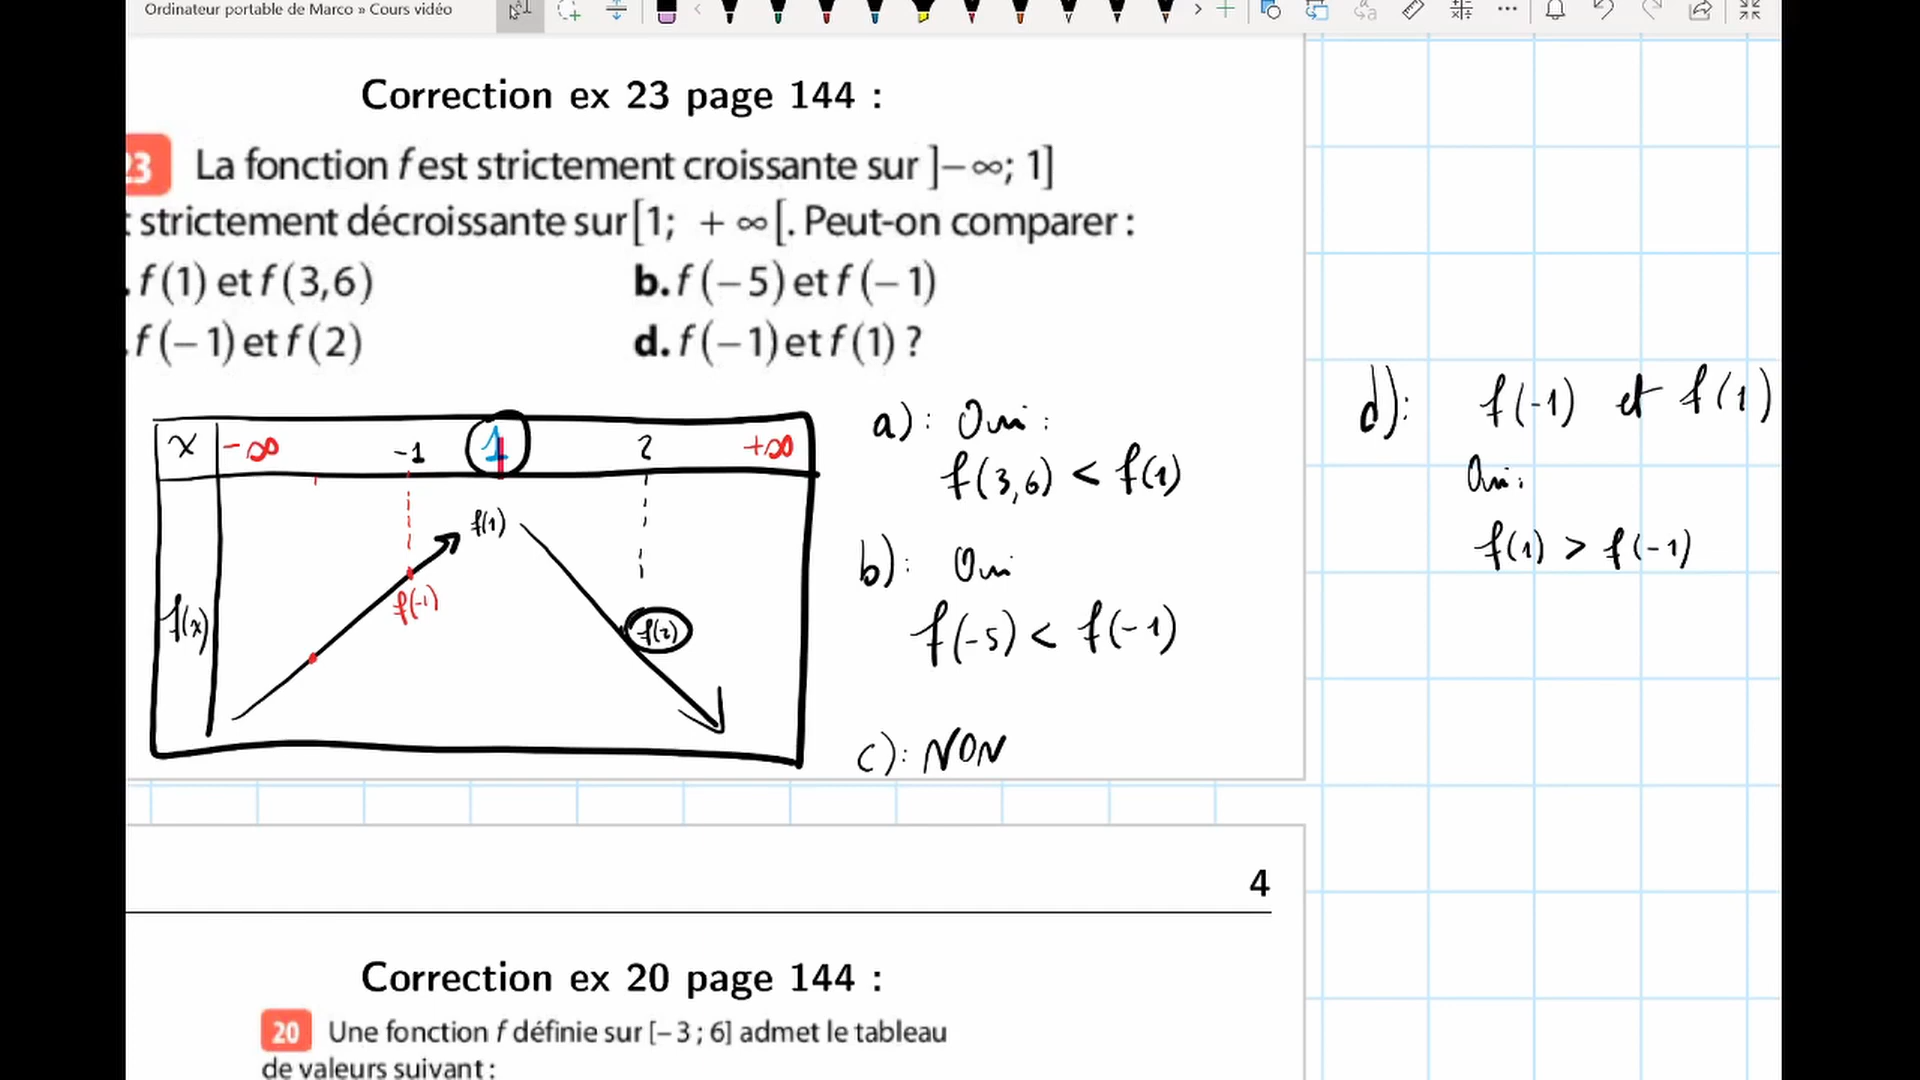 Ordinateur portable de Marco » Cours vidéo
Correction ex 23 page 144 :
23 La fonction f est strictement croissante sur ]−∞; 1]
t strictement décroissante sur [1; +∞[. Peut-on comparer :
.f(1) et f(3,6) b. f(−5) et f(−1)
.f(−1) et f(2) d. f(−1) et f(1) ?
x -∞ -1 1 2 +∞
f(x)
f(1)
f(-1)
f(2)
a): Oui :
f(3,6) < f(1)
b): Oui
f(-5) < f(-1)
c): NON
d): f(-1) et f(1)
Oui:
f(1) > f(-1)
4
Correction ex 20 page 144 :
20 Une fonction f définie sur [−3 ; 6] admet le tableau
de valeurs suivant :